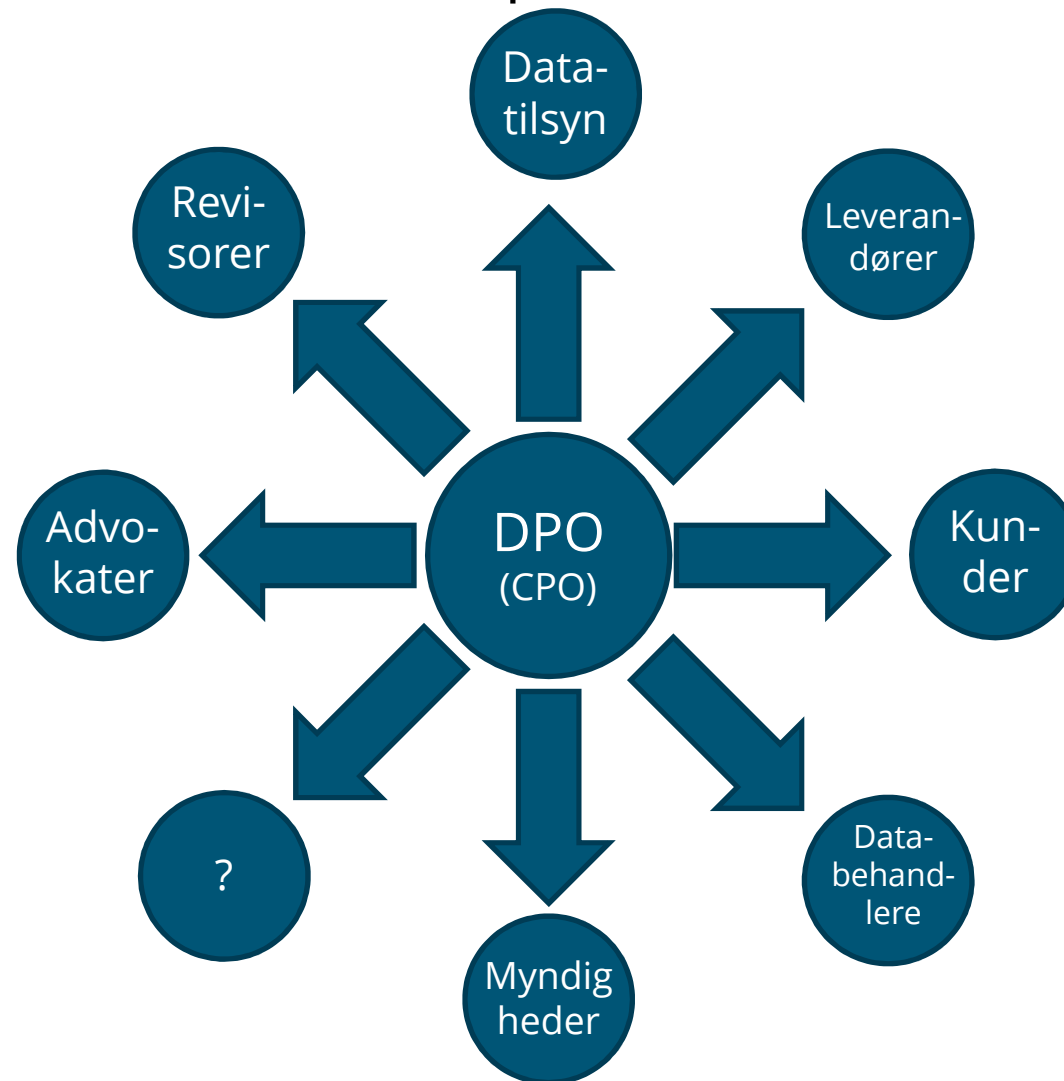 Data-
tilsyn
Revi-
sorer
Leveran-
dører
Advo-
kater
DPO
(CPO)
Kun-
der
?
Data-
behand-
lere
Myndig
heder